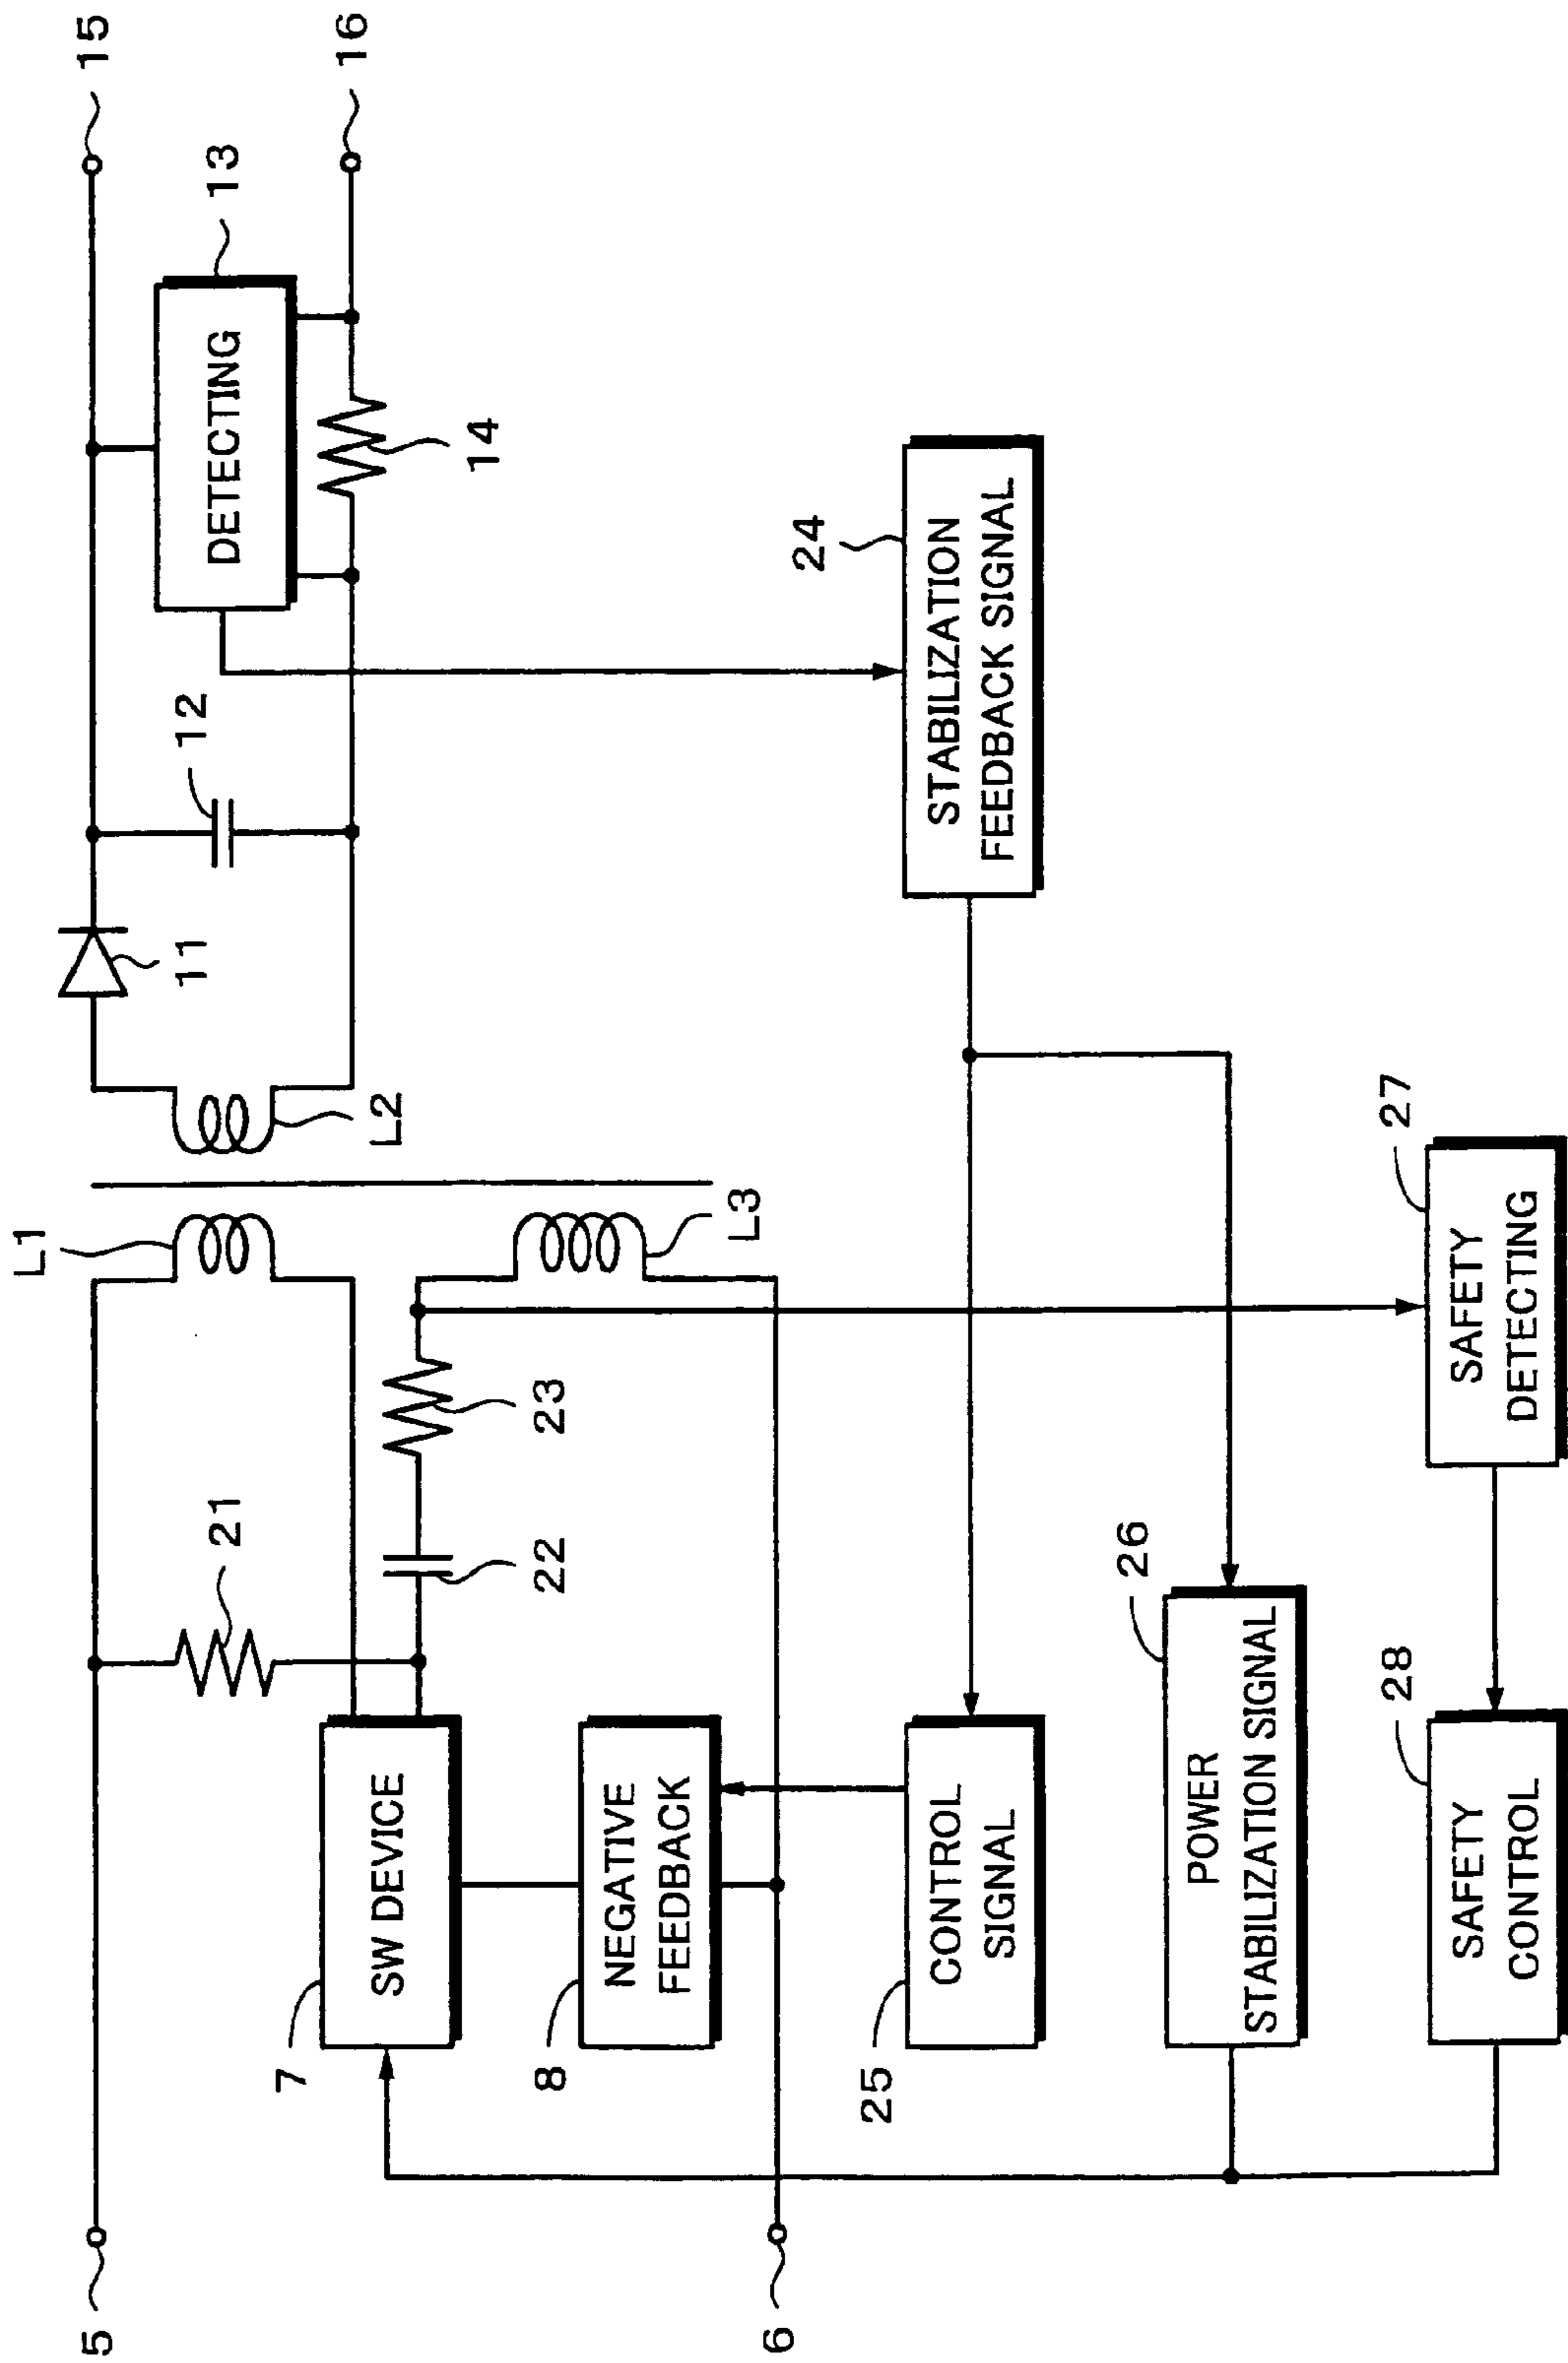 L1
L2
L3
5
6
15
16
21
11
12
DETECTING
13
14
22
23
7
SW DEVICE
8
NEGATIVE
FEEDBACK
24
STABILIZATION
FEEDBACK SIGNAL
25
CONTROL
SIGNAL
26
POWER
STABILIZATION SIGNAL
27
SAFETY
DETECTING
28
SAFETY
CONTROL